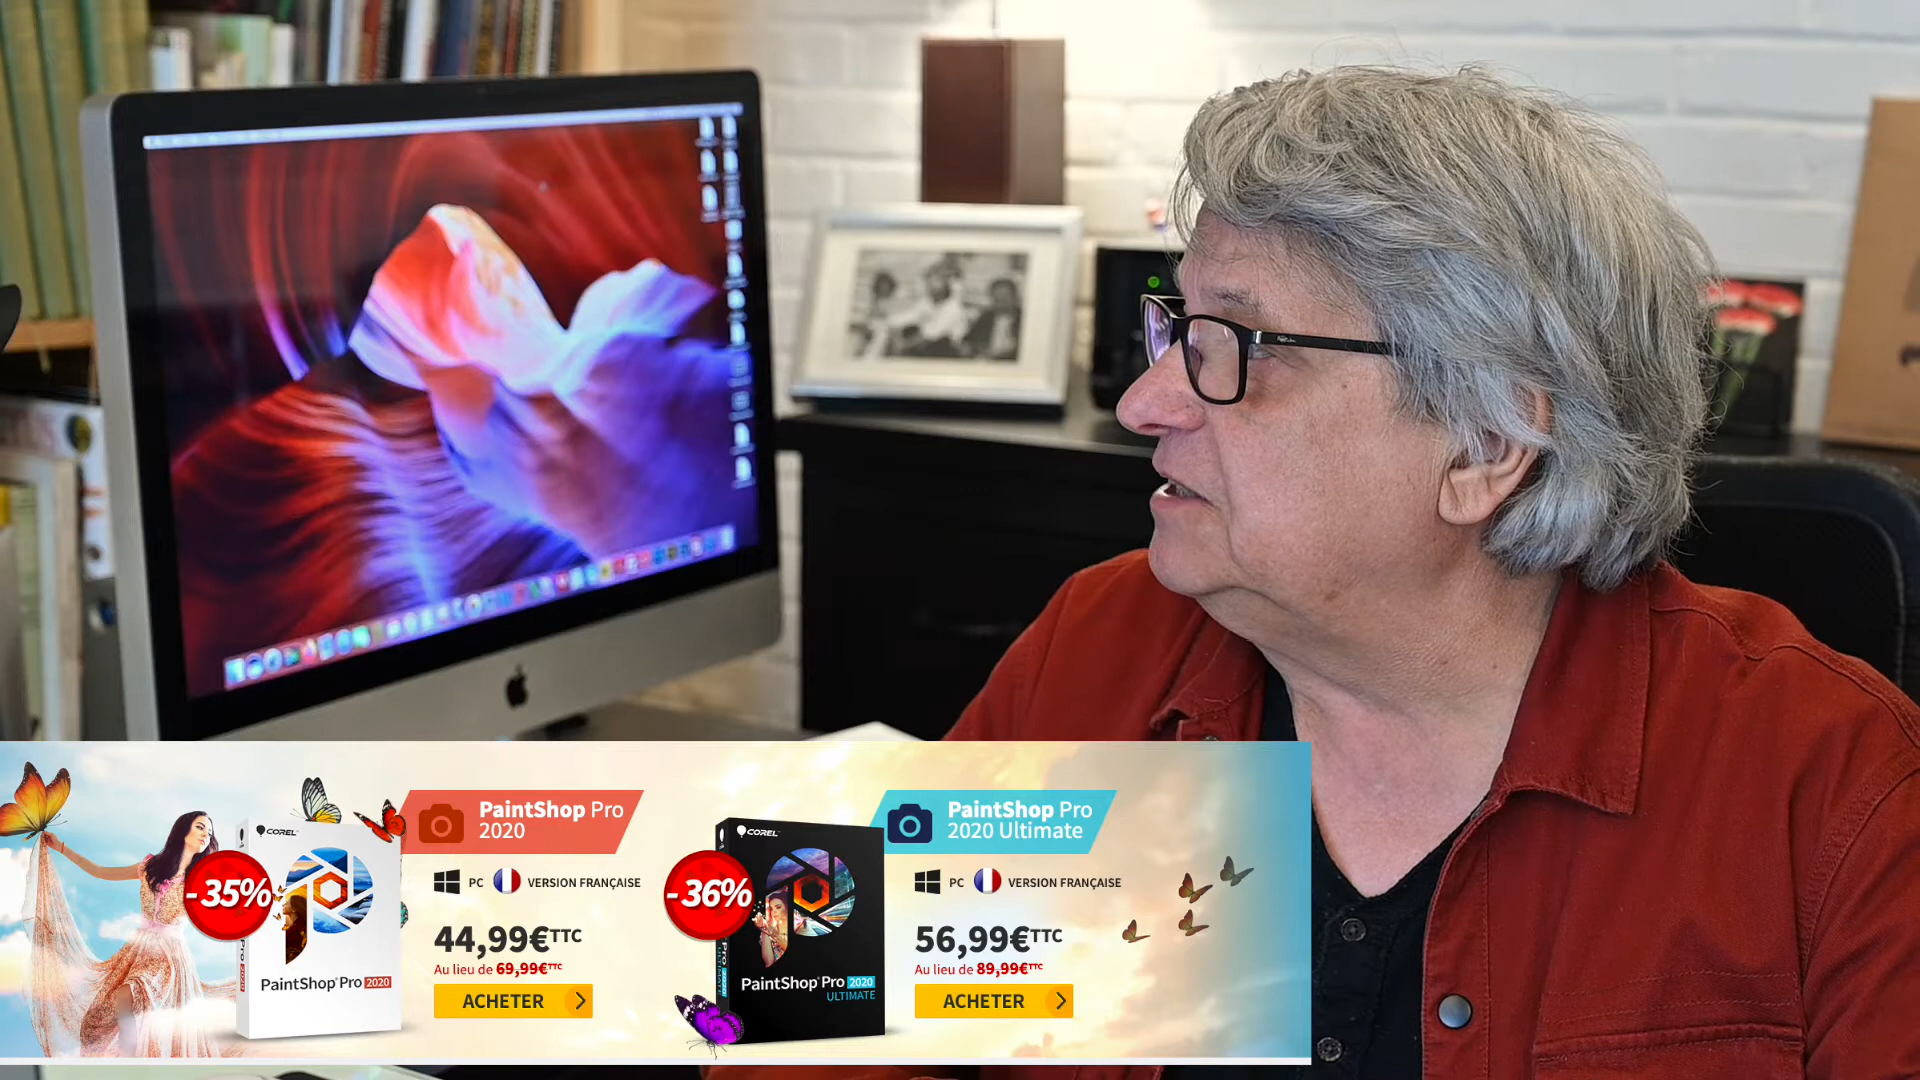 PaintShop Pro
2020
COREL
-35%
PC VERSION FRANÇAISE
44,99€TTC
Au lieu de 69,99€TTC
ACHETER
PaintShop Pro 2020
PaintShop Pro
2020 Ultimate
COREL
-36%
PC VERSION FRANÇAISE
56,99€TTC
Au lieu de 89,99€TTC
ACHETER
PaintShop Pro 2020
ULTIMATE